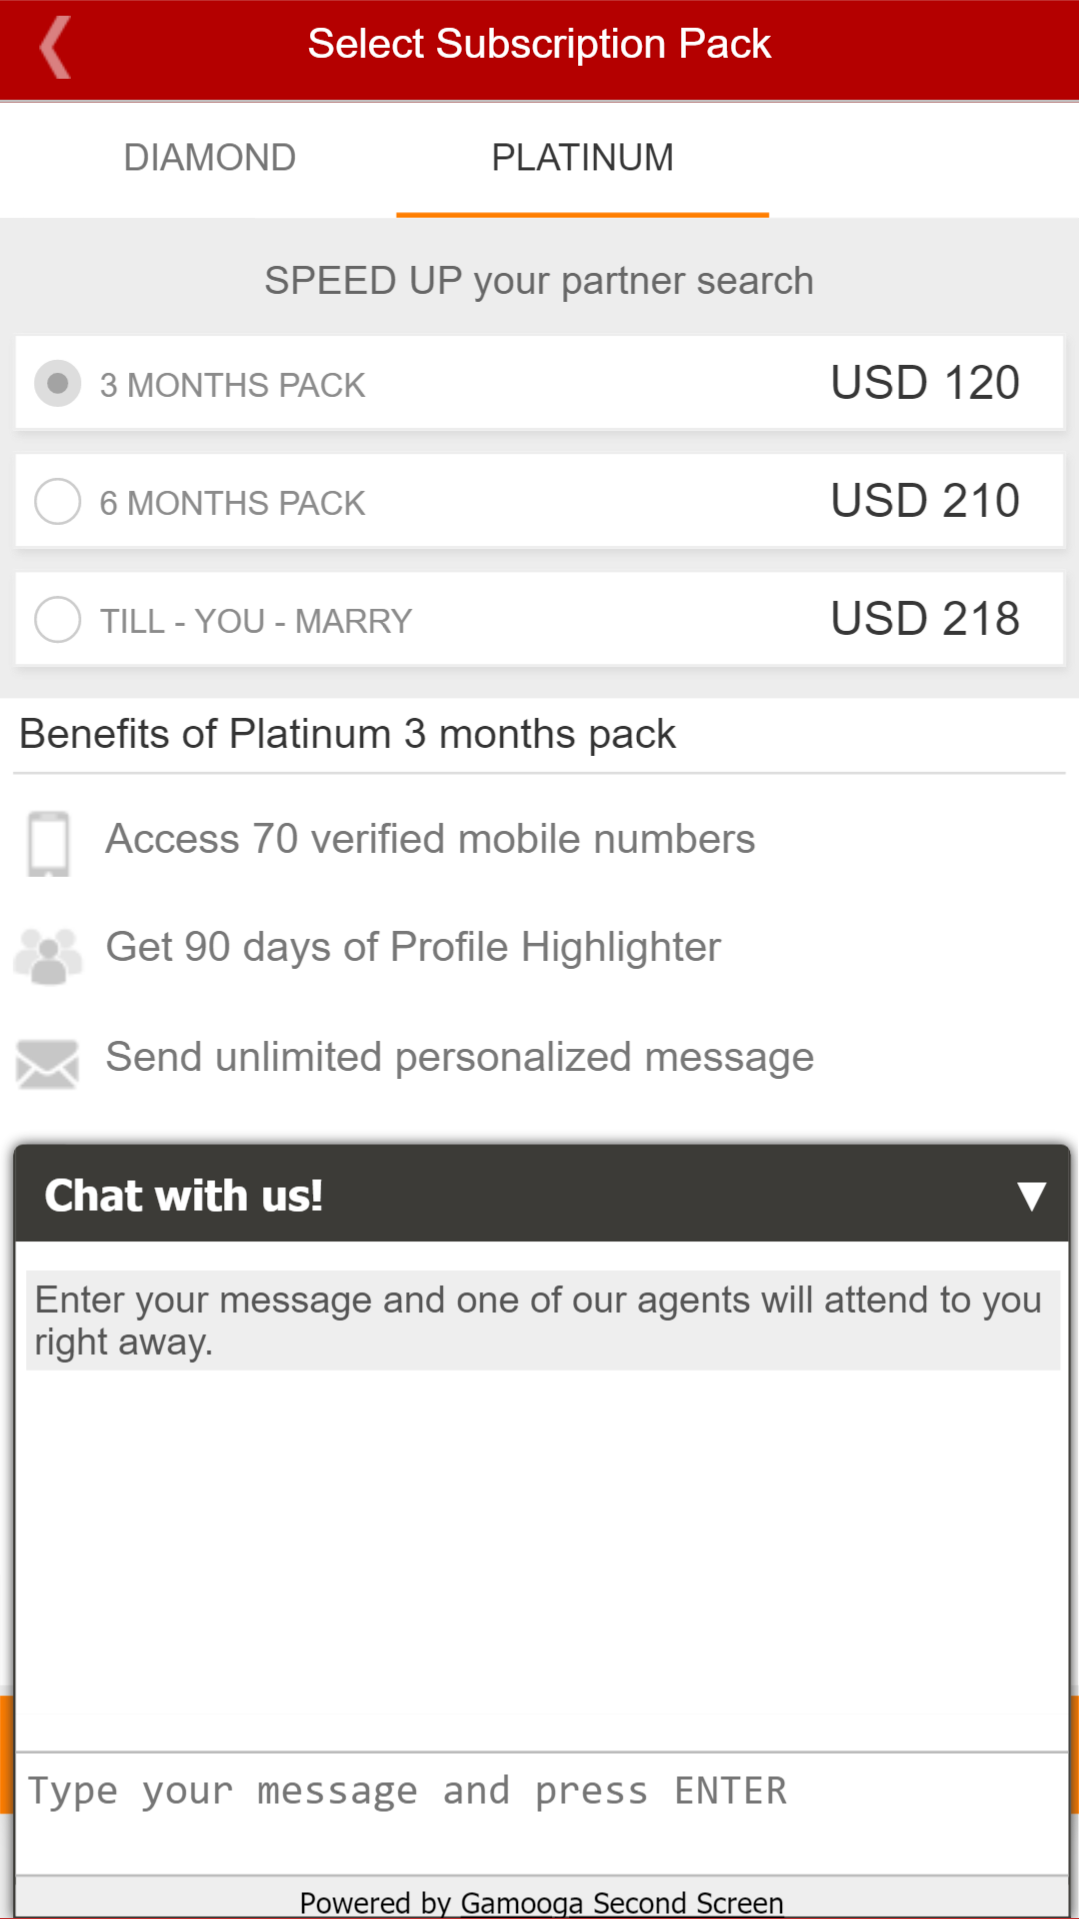 Select Subscription Pack
DIAMOND
PLATINUM
SPEED UP your partner search
3 MONTHS PACK
USD 120
6 MONTHS PACK
USD 210
TILL - YOU - MARRY
USD 218
Benefits of Platinum 3 months pack
Access 70 verified mobile numbers
Get 90 days of Profile Highlighter
Send unlimited personalized message
Chat with us!
Enter your message and one of our agents will attend to you
right away.
Type your message and press ENTER
Powered by Gamooga Second Screen